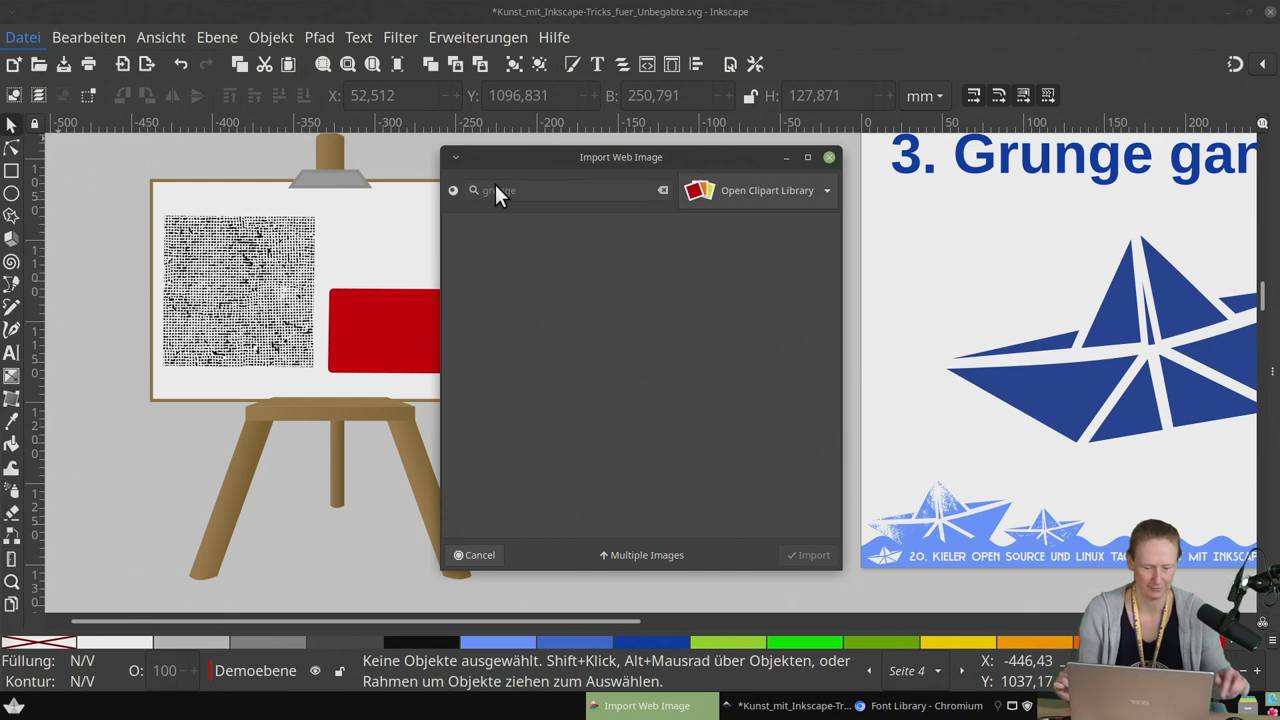 *Kunst_mit_Inkscape-Tricks_fuer_Unbegabte.svg - Inkscape
Datei Bearbeiten Ansicht Ebene Objekt Pfad Text Filter Erweiterungen Hilfe
X: 52,512 Y: 1096,831 B: 250,791 H: 127,871 mm
-500 -450 -400 -350 -300 -250 -200 -150 -100 -50 0 50 100
Import Web Image
grunge
Open Clipart Library
3. Grunge gan
Cancel Multiple Images Import
20. KIELER OPEN SOURCE UND LINUX TAG
MIT INKSCAP
Füllung: N/V
Kontur: N/V
O: 100
Demoebene
Keine Objekte ausgewählt. Shift+Klick, Alt+Mausrad über Objekten, oder
Rahmen um Objekte ziehen zum Auswählen.
Seite 4
X: -446,43
Y: 1037,17
Import Web Image
*Kunst_mit_Inkscape-Tr...
Font Library - Chromium